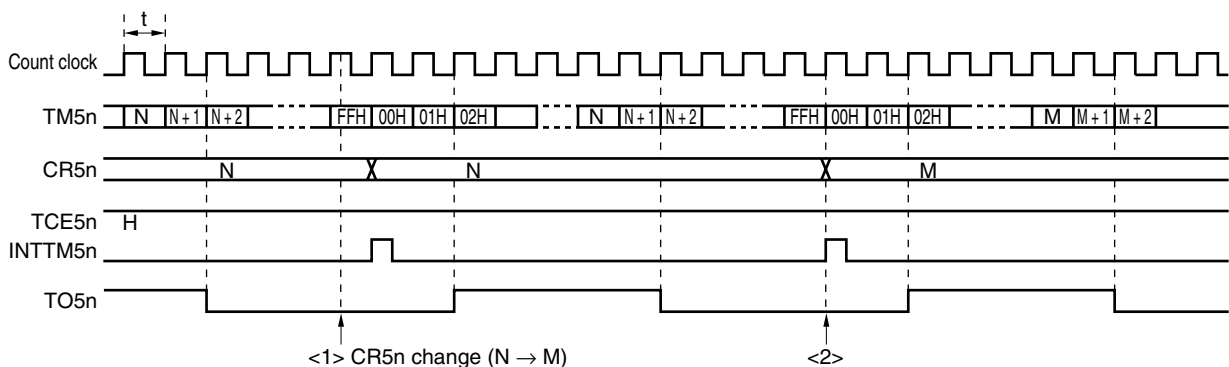 t
Count clock
TM5n N N + 1 N + 2 FFH 00H 01H 02H N N + 1 N + 2 FFH 00H 01H 02H M M + 1 M + 2
CR5n N N M
TCE5n H
INTTM5n
TO5n
<1> CR5n change (N → M) <2>